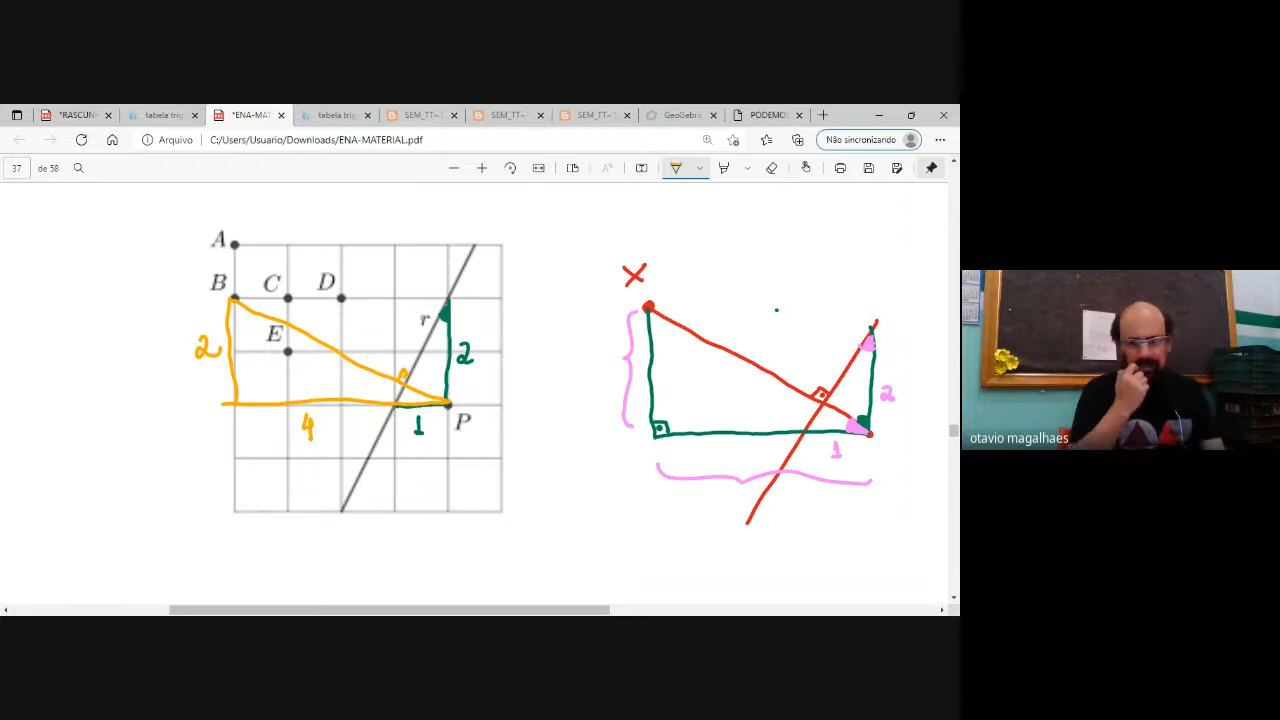 *RASCUN
tabela trig
*ENA-MAT
tabela trig
SEM_TT~
SEM_TT~
SEM_TT~
GeoGebra
PODEMO
Arquivo
C:/Users/Usuario/Downloads/ENA-MATERIAL.pdf
Não sincronizando
37 de 58
A
B C D
r
E
2
2
4
1
P
X
2
1
otavio magalhaes